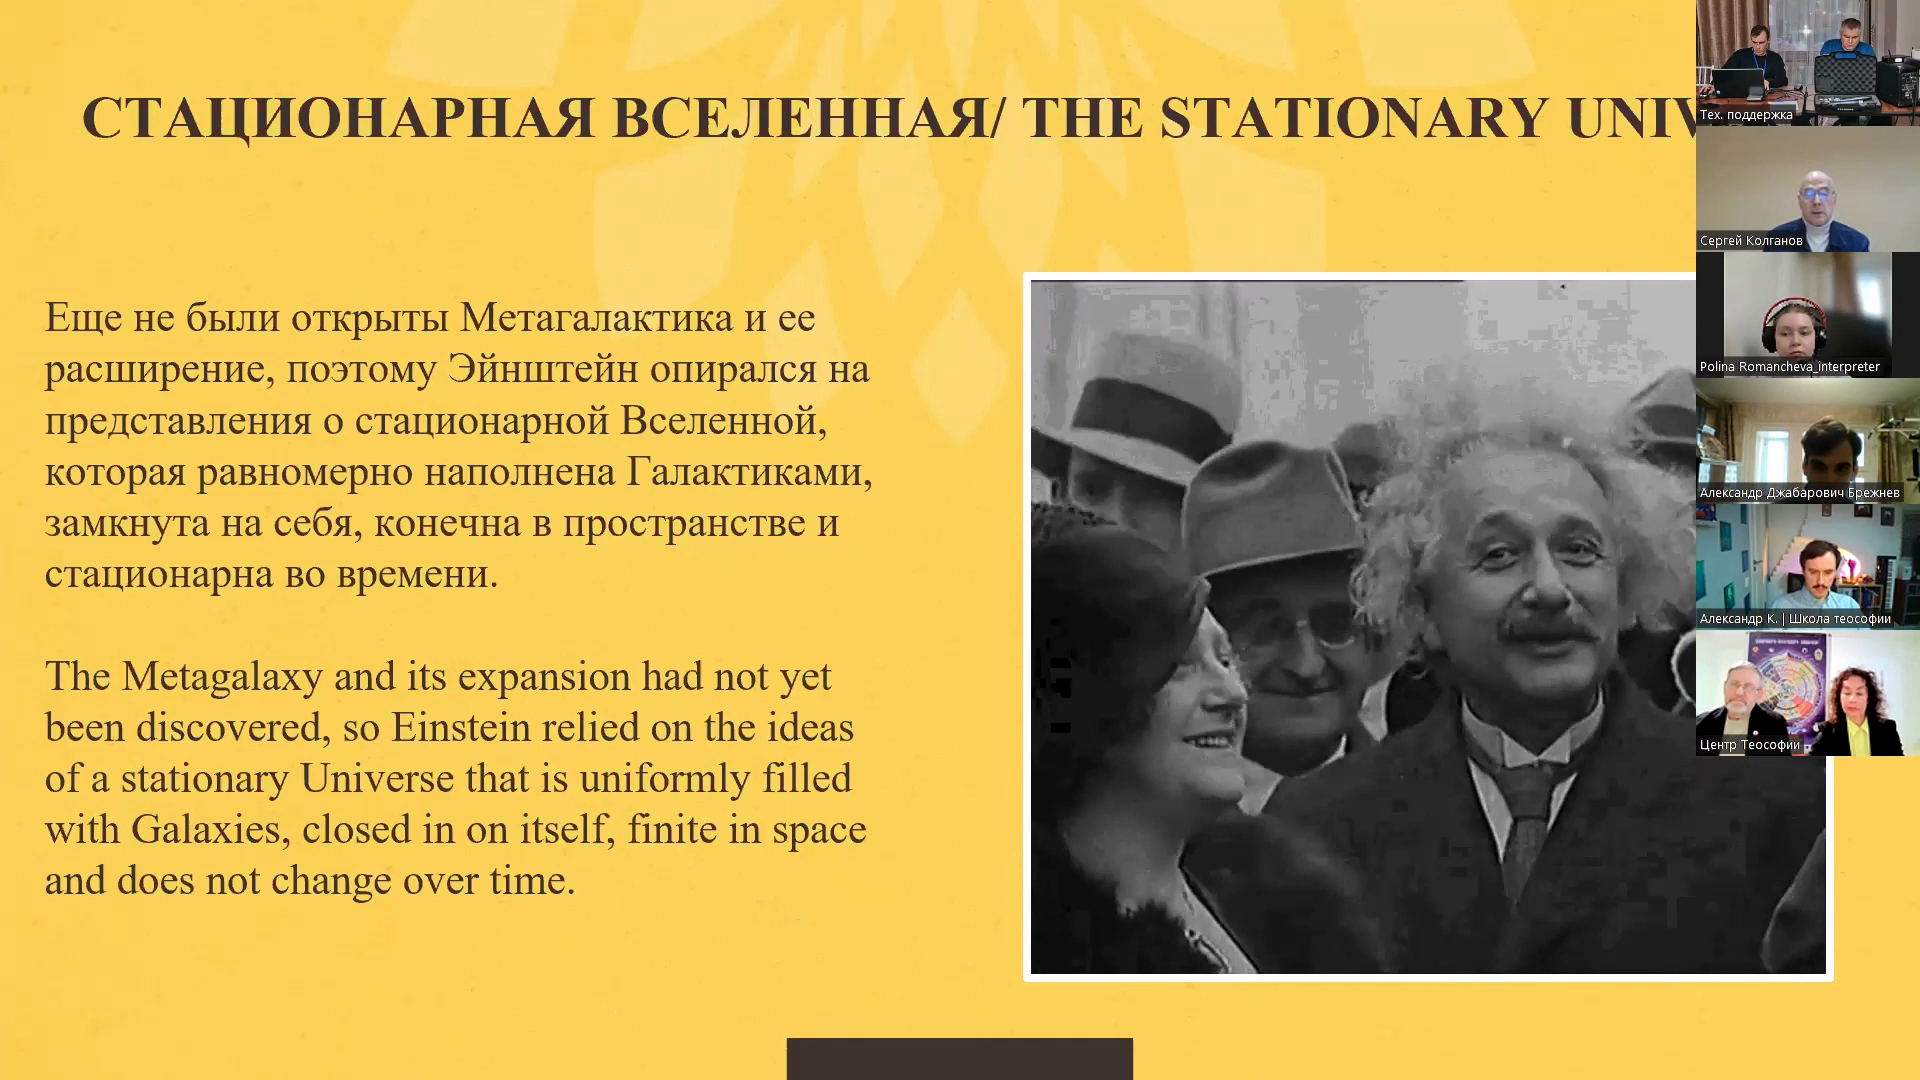 СТАЦИОНАРНАЯ ВСЕЛЕННАЯ/ THE STATIONARY UNIV
Еще не были открыты Метагалактика и ее
расширение, поэтому Эйнштейн опирался на
представления о стационарной Вселенной,
которая равномерно наполнена Галактиками,
замкнута на себя, конечна в пространстве и
стационарна во времени.
The Metagalaxy and its expansion had not yet
been discovered, so Einstein relied on the ideas
of a stationary Universe that is uniformly filled
with Galaxies, closed in on itself, finite in space
and does not change over time.
Тех. поддержка
Сергей Колганов
Polina Romancheva_interpreter
Александр Джабарович Брежнев
Александр К. | Школа теософии
Центр Теософии